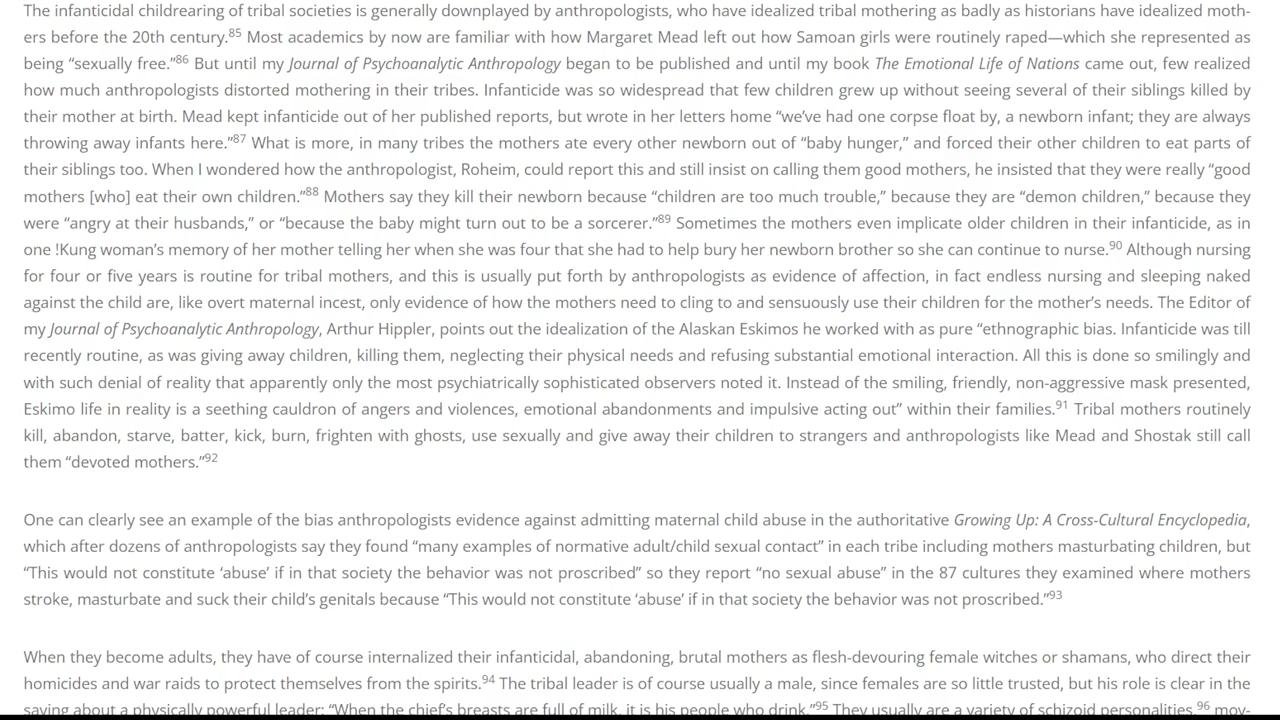 The infanticidal childrearing of tribal societies is generally downplayed by anthropologists, who have idealized tribal mothering as badly as historians have idealized moth-
ers before the 20th century.85 Most academics by now are familiar with how Margaret Mead left out how Samoan girls were routinely raped—which she represented as
being “sexually free.”86 But until my Journal of Psychoanalytic Anthropology began to be published and until my book The Emotional Life of Nations came out, few realized
how much anthropologists distorted mothering in their tribes. Infanticide was so widespread that few children grew up without seeing several of their siblings killed by
their mother at birth. Mead kept infanticide out of her published reports, but wrote in her letters home “we’ve had one corpse float by, a newborn infant; they are always
throwing away infants here.”87 What is more, in many tribes the mothers ate every other newborn out of “baby hunger,” and forced their other children to eat parts of
their siblings too. When I wondered how the anthropologist, Roheim, could report this and still insist on calling them good mothers, he insisted that they were really “good
mothers [who] eat their own children.”88 Mothers say they kill their newborn because “children are too much trouble,” because they are “demon children,” because they
were “angry at their husbands,” or “because the baby might turn out to be a sorcerer.”89 Sometimes the mothers even implicate older children in their infanticide, as in
one !Kung woman’s memory of her mother telling her when she was four that she had to help bury her newborn brother so she can continue to nurse.90 Although nursing
for four or five years is routine for tribal mothers, and this is usually put forth by anthropologists as evidence of affection, in fact endless nursing and sleeping naked
against the child are, like overt maternal incest, only evidence of how the mothers need to cling to and sensuously use their children for the mother’s needs. The Editor of
my Journal of Psychoanalytic Anthropology, Arthur Hippler, points out the idealization of the Alaskan Eskimos he worked with as pure “ethnographic bias. Infanticide was till
recently routine, as was giving away children, killing them, neglecting their physical needs and refusing substantial emotional interaction. All this is done so smilingly and
with such denial of reality that apparently only the most psychiatrically sophisticated observers noted it. Instead of the smiling, friendly, non-aggressive mask presented,
Eskimo life in reality is a seething cauldron of angers and violences, emotional abandonments and impulsive acting out” within their families.91 Tribal mothers routinely
kill, abandon, starve, batter, kick, burn, frighten with ghosts, use sexually and give away their children to strangers and anthropologists like Mead and Shostak still call
them “devoted mothers.”92
One can clearly see an example of the bias anthropologists evidence against admitting maternal child abuse in the authoritative Growing Up: A Cross-Cultural Encyclopedia,
which after dozens of anthropologists say they found “many examples of normative adult/child sexual contact” in each tribe including mothers masturbating children, but
“This would not constitute ‘abuse’ if in that society the behavior was not proscribed” so they report “no sexual abuse” in the 87 cultures they examined where mothers
stroke, masturbate and suck their child’s genitals because “This would not constitute ‘abuse’ if in that society the behavior was not proscribed.”93
When they become adults, they have of course internalized their infanticidal, abandoning, brutal mothers as flesh-devouring female witches or shamans, who direct their
homicides and war raids to protect themselves from the spirits.94 The tribal leader is of course usually a male, since females are so little trusted, but his role is clear in the
saying about a physically powerful leader: “When the chief’s breasts are full of milk, it is his people who drink.”95 They usually are a variety of schizoid personalities,96 mov-